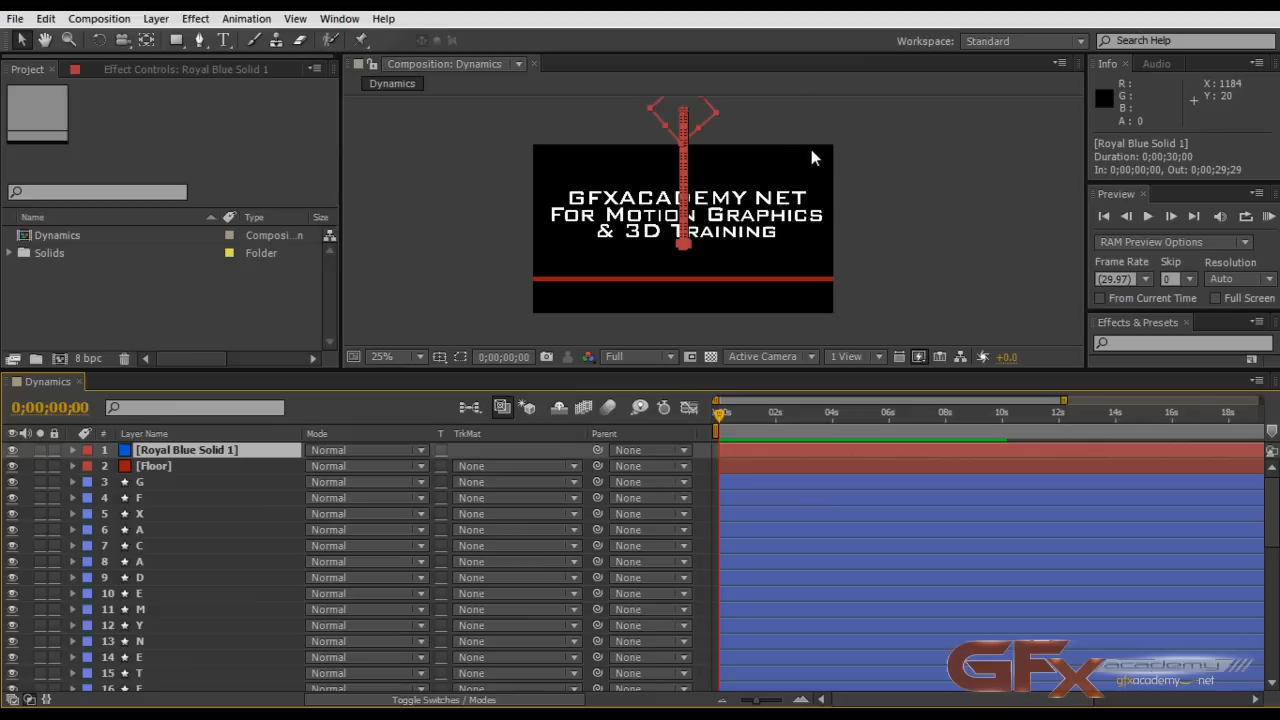 File Edit Composition Layer Effect Animation View Window Help
Workspace: Standard Search Help
Project Effect Controls: Royal Blue Solid 1
Composition: Dynamics
Info Audio
Dynamics
R :
G :
B :
A : 0
X : 1184
Y : 20
[Royal Blue Solid 1]
Duration: 0;00;30;00
In: 0;00;00;00, Out: 0;00;29;29
Preview
RAM Preview Options
Frame Rate Skip Resolution
(29.97) 0 Auto
From Current Time Full Screen
Effects & Presets
Name Type Size
Dynamics Composi...n
Solids Folder
8 bpc
GFXACADEMY NET
For Motion Graphics
& 3D Training
25% 0;00;00;00 Full Active Camera 1 View +0.0
Dynamics
0;00;00;00
:00s 02s 04s 06s 08s 10s 12s 14s 16s 18s
# Layer Name Mode T TrkMat Parent
1 [Royal Blue Solid 1] Normal None
2 [Floor] Normal None None
3 G Normal None None
4 F Normal None None
5 X Normal None None
6 A Normal None None
7 C Normal None None
8 A Normal None None
9 D Normal None None
10 E Normal None None
11 M Normal None None
12 Y Normal None None
13 N Normal None None
14 E Normal None None
15 T Normal None None
16 F Normal None None
Toggle Switches / Modes
GFx academy
gfxacademy.net